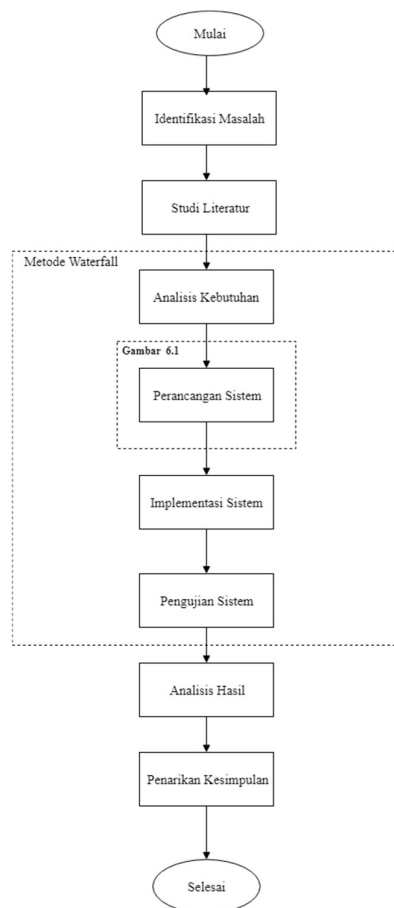 Mulai
Identifikasi Masalah
Studi Literatur
Metode Waterfall
Analisis Kebutuhan
Gambar 6.1
Perancangan Sistem
Implementasi Sistem
Pengujian Sistem
Analisis Hasil
Penarikan Kesimpulan
Selesai